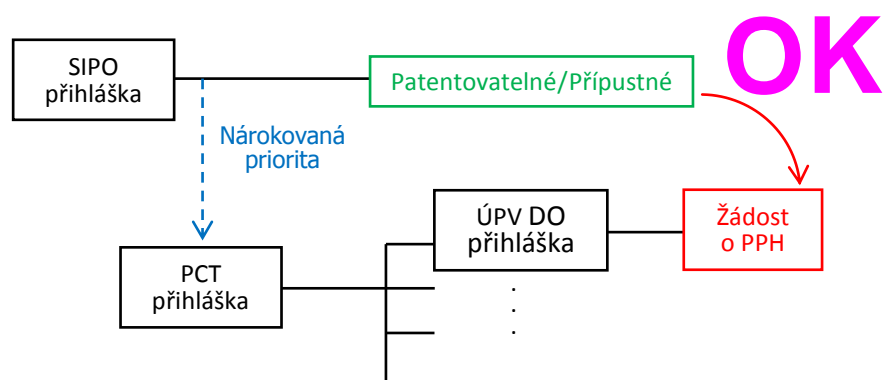 SIPO
přihláška
Patentovatelné/Přípustné
OK
Nárokovaná
priorita
ÚPV DO
přihláška
Žádost
o PPH
PCT
přihláška